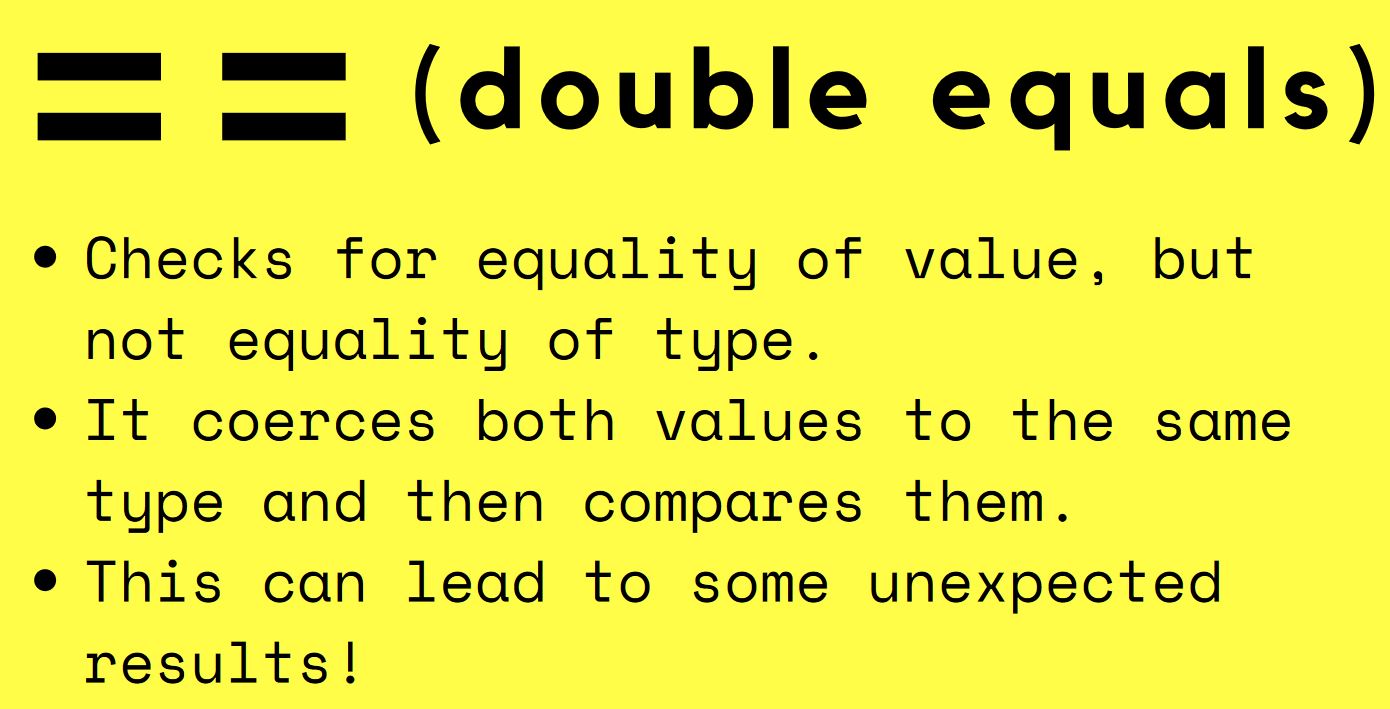 == (double equals)
• Checks for equality of value, but
not equality of type.
• It coerces both values to the same
type and then compares them.
• This can lead to some unexpected
results!